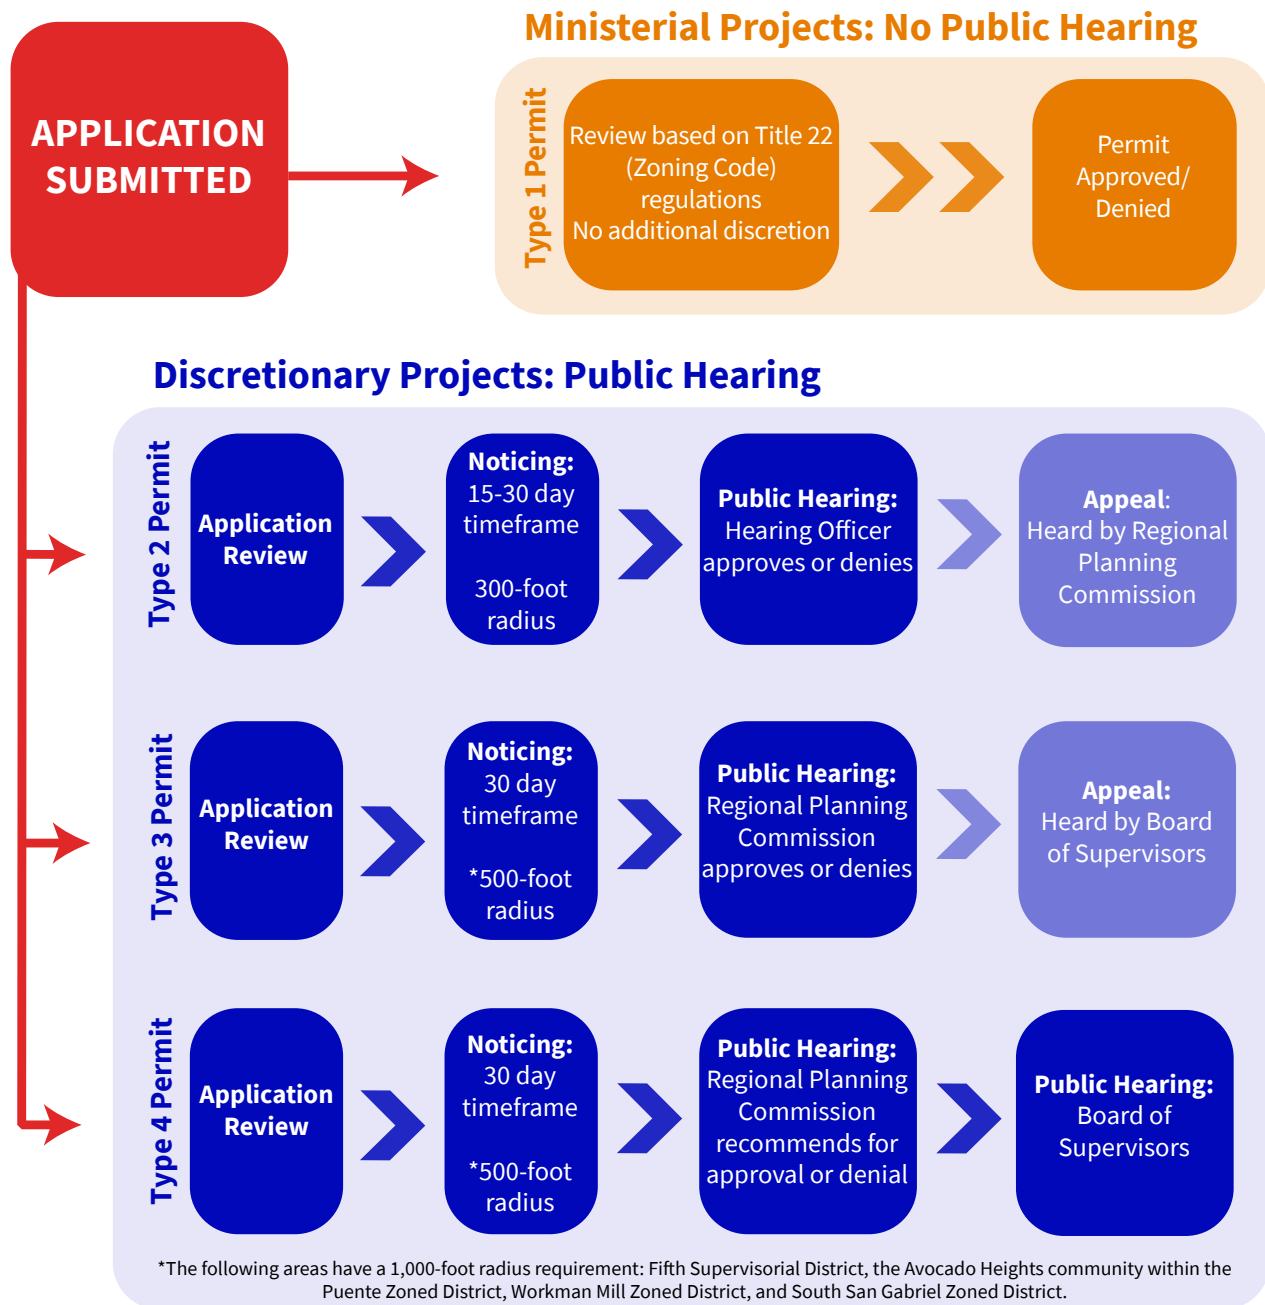 APPLICATION
SUBMITTED
Ministerial Projects: No Public Hearing
Type 1 Permit
Review based on Title 22
(Zoning Code)
regulations
No additional discretion
Permit
Approved/
Denied
Discretionary Projects: Public Hearing
Type 2 Permit
Application
Review
Noticing:
15-30 day
timeframe
300-foot
radius
Public Hearing:
Hearing Officer
approves or denies
Appeal:
Heard by Regional
Planning
Commission
Type 3 Permit
Application
Review
Noticing:
30 day
timeframe
*500-foot
radius
Public Hearing:
Regional Planning
Commission
approves or denies
Appeal:
Heard by Board
of Supervisors
Type 4 Permit
Application
Review
Noticing:
30 day
timeframe
*500-foot
radius
Public Hearing:
Regional Planning
Commission
recommends for
approval or denial
Public Hearing:
Board of
Supervisors
*The following areas have a 1,000-foot radius requirement: Fifth Supervisorial District, the Avocado Heights community within the
Puente Zoned District, Workman Mill Zoned District, and South San Gabriel Zoned District.